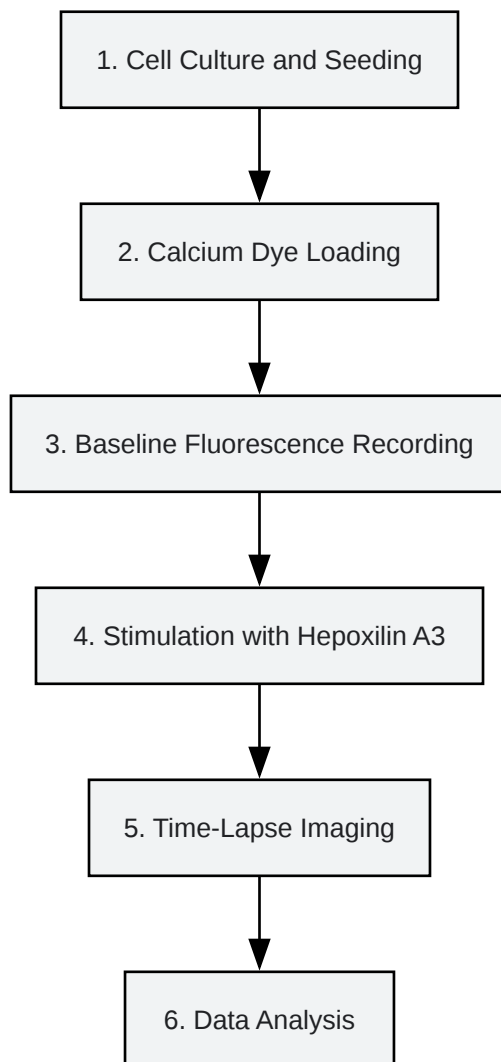 1. Cell Culture and Seeding
2. Calcium Dye Loading
3. Baseline Fluorescence Recording
4. Stimulation with Hepoxilin A3
5. Time-Lapse Imaging
6. Data Analysis